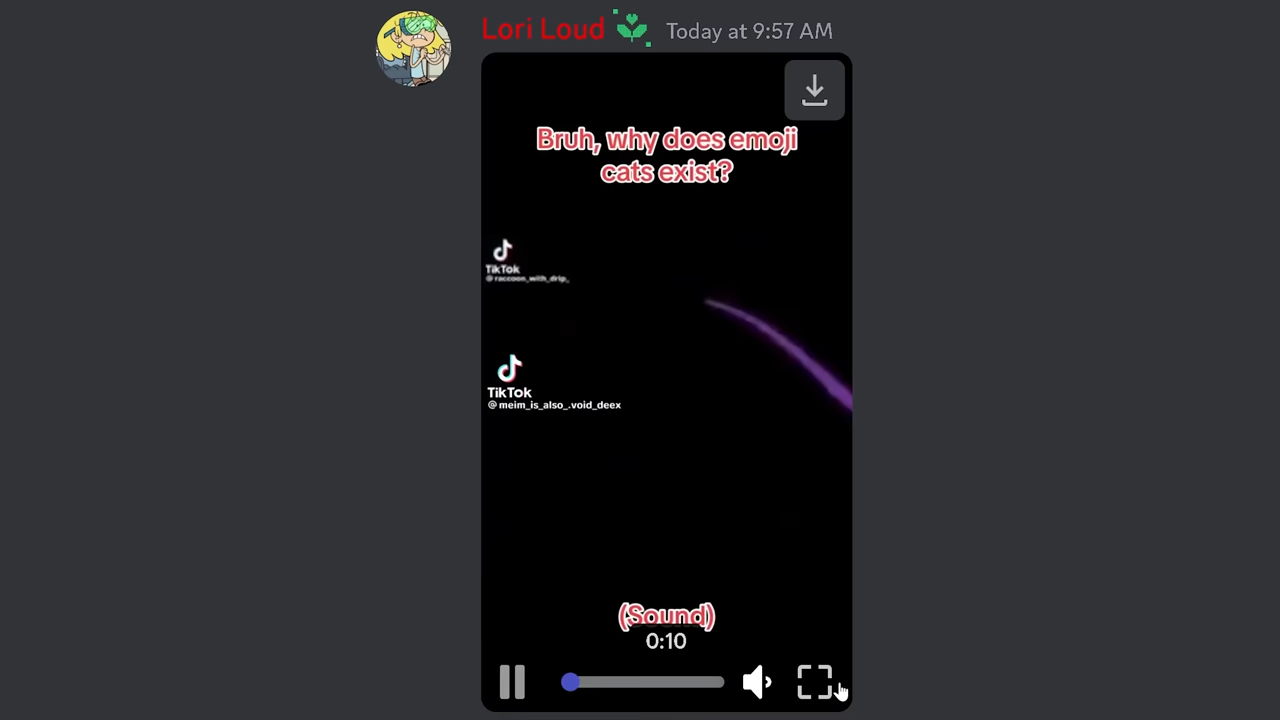 Lori Loud Today at 9:57 AM
Bruh, why does emoji
cats exist?
TikTok
@raccoon_with_drip_
TikTok
@meim_is_also_.void_deex
(Sound)
0:10